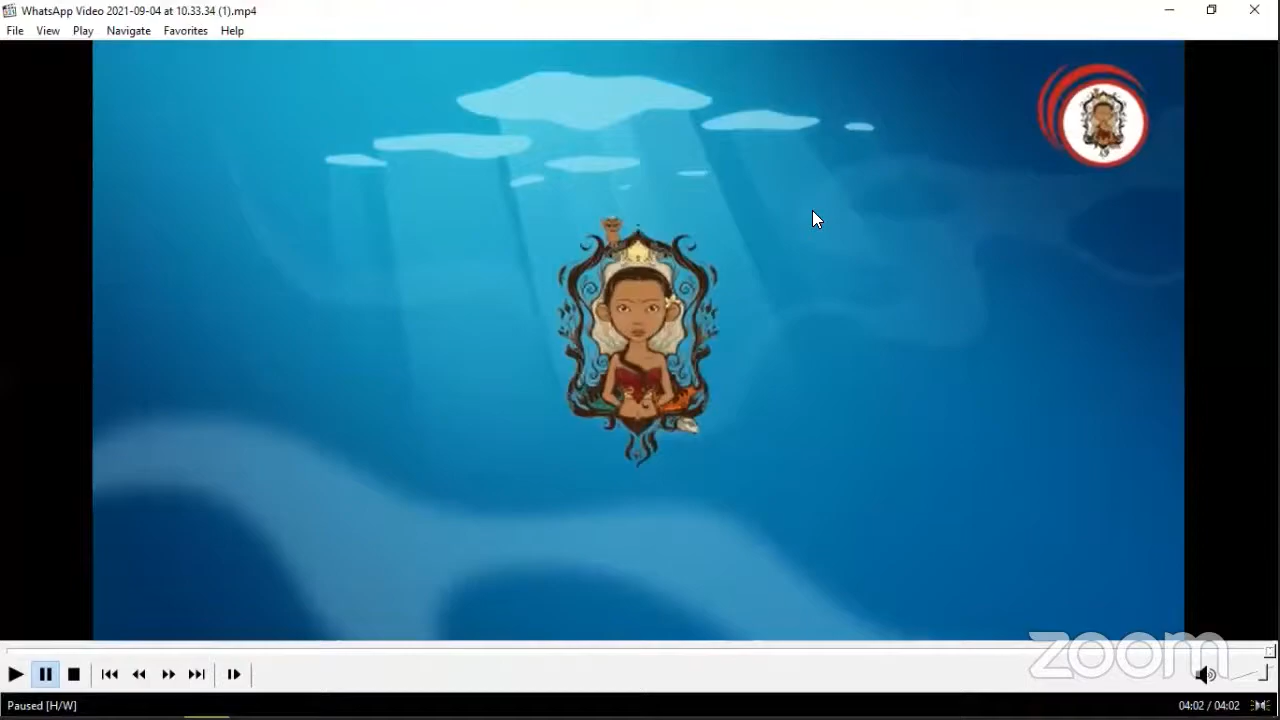 WhatsApp Video 2021-09-04 at 10.33.34 (1).mp4
File View Play Navigate Favorites Help
zoom
Paused [H/W]
04:02 / 04:02